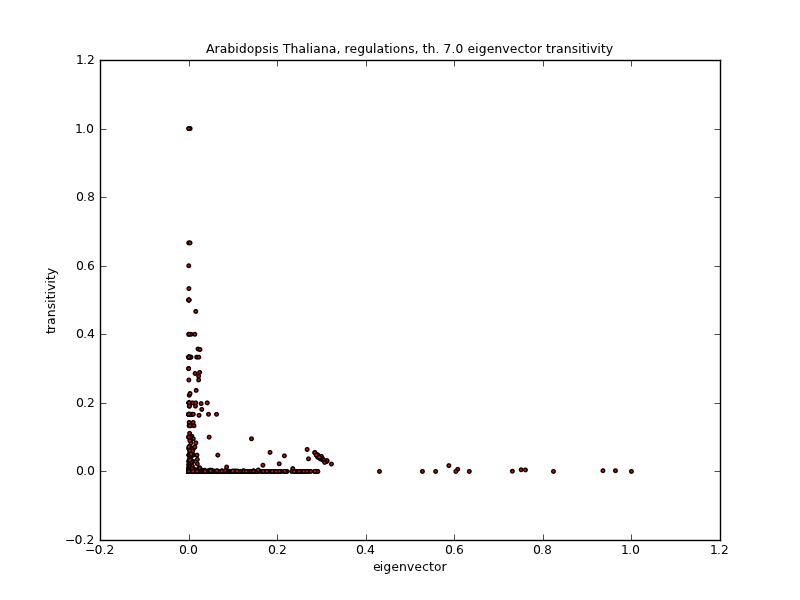 Arabidopsis Thaliana, regulations, th. 7.0 eigenvector transitivity
1.2
1.0
0.8
0.6
0.4
0.2
0.0
−0.2
transitivity
−0.2 0.0 0.2 0.4 0.6 0.8 1.0 1.2
eigenvector